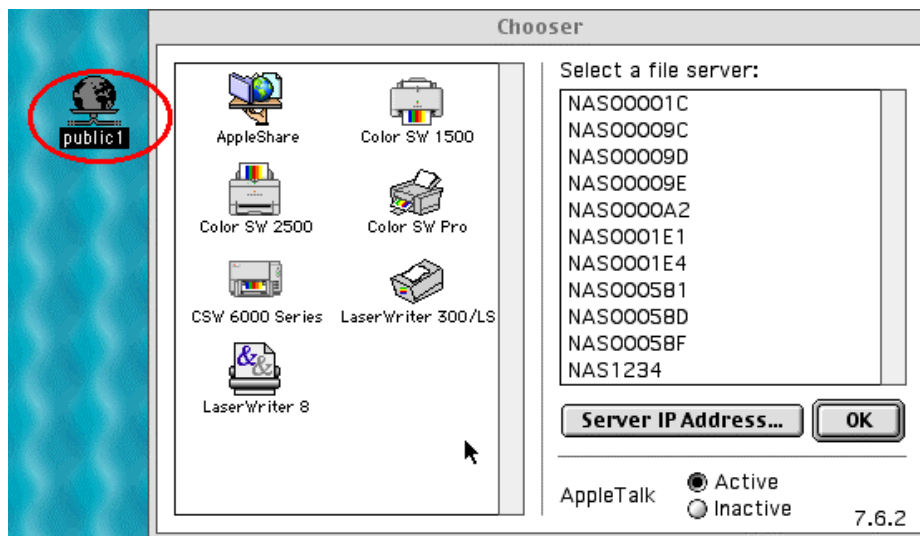 Chooser
public1
AppleShare
Color SW 1500
Color SW 2500
Color SW Pro
CSW 6000 Series
LaserWriter 300/LS
LaserWriter 8
Select a file server:
NAS00001C
NAS00009C
NAS00009D
NAS00009E
NAS0000A2
NAS0001E1
NAS0001E4
NAS0005B1
NAS00058D
NAS00058F
NAS1234
Server IP Address...
OK
AppleTalk
Active
Inactive
7.6.2